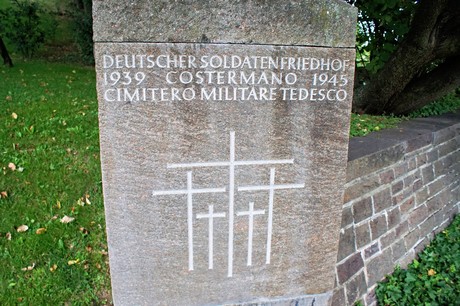 DEUTSCHER SOLDATENFRIEDHOF
1939 COSTERMANO 1945
CIMITERO MILITARE TEDESCO